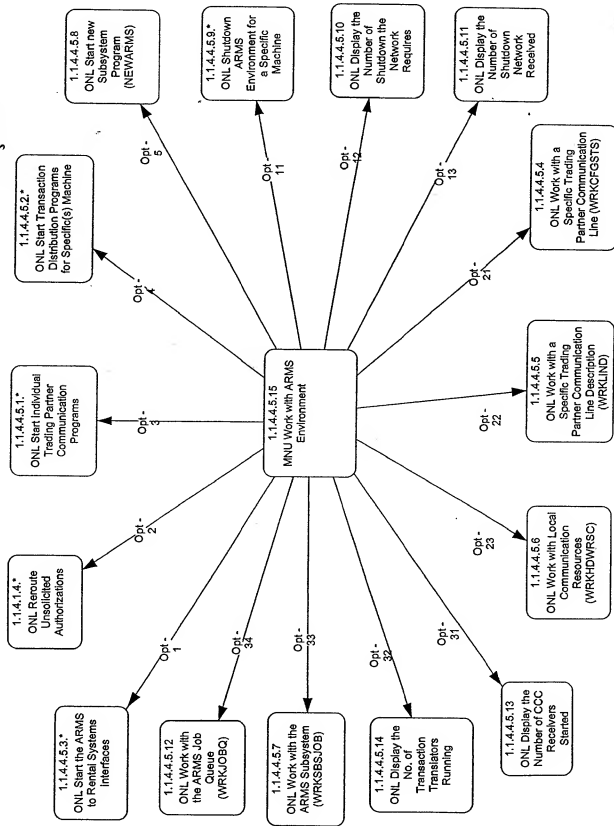 1.1.4.4.5.3.*
ONL Start the ARMS
to Rental Systems
Interfaces
1.1.4.1.4.*
ONL Reroute
Unsolicited
Authorizations
1.1.4.4.5.1.*
ONL Start Individual
Trading Partner
Communication
Programs
1.1.4.4.5.2.*
ONL Start Transaction
Distribution Programs
for Specific(s) Machine
1.1.4.4.5.8
ONL Start new
Subsystem
Program
(NEWARMS)
1.1.4.4.5.9.*
ONL Shutdown
ARMS
Environment for
a Specific
Machine
1.1.4.4.5.10
ONL Display the
Number of
Shutdown the
Network
Requires
1.1.4.4.5.11
ONL Display the
Number of
Shutdown
Network
Received
1.1.4.4.5.4
ONL Work with a
Specific Trading
Partner Communication
Line (WRKCFGSTS)
1.1.4.4.5.5
ONL Work with a
Specific Trading
Partner Communication
Line Description
(WRKLIND)
1.1.4.4.5.6
ONL Work with Local
Communication
Resources
(WRKHDWRSC)
1.1.4.4.5.13
ONL Display the
Number of CCC
Receivers
Started
1.1.4.4.5.14
ONL Display the
No. of
Transaction
Translators
Running
1.1.4.4.5.7
ONL Work with the
ARMS Subsystem
(WRKSBSJOB)
1.1.4.4.5.12
ONL Work with
the ARMS Job
Queue
(WRKJOBQ)
1.1.4.4.5.15
MNU Work with ARMS
Environment
Opt -
1
Opt -
2
Opt -
3
Opt -
4
Opt -
5
Opt -
11
Opt -
12
Opt -
13
Opt -
21
Opt -
22
Opt -
23
Opt -
31
Opt -
32
Opt -
33
Opt -
34